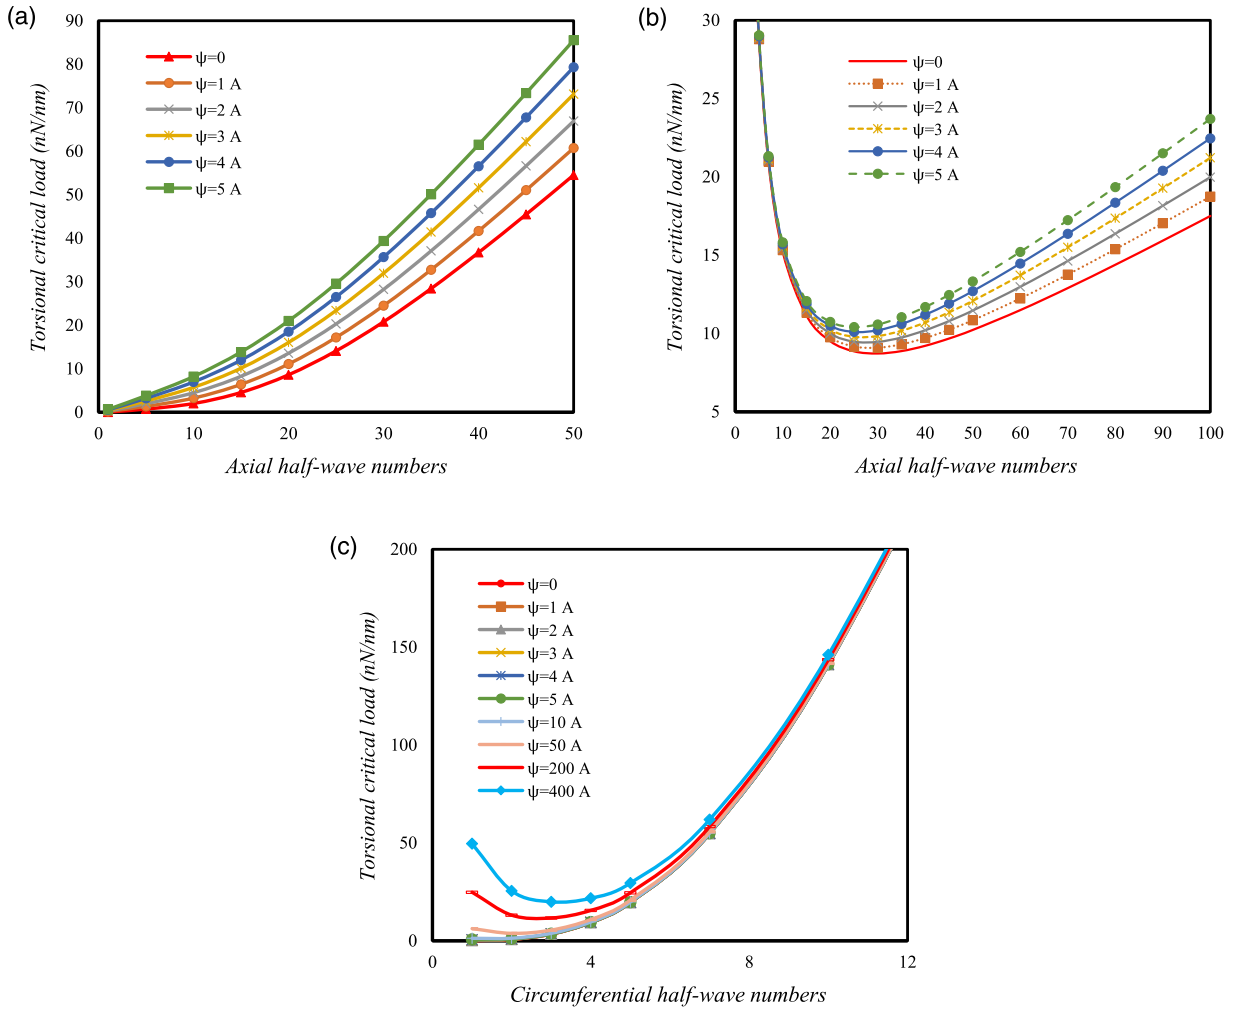 (a)
90
80
70
60
50
40
30
20
10
0
Torsional critical load (nN/nm)
ψ=0
ψ=1 A
ψ=2 A
ψ=3 A
ψ=4 A
ψ=5 A
0 10 20 30 40 50
Axial half-wave numbers
(b)
30
25
20
15
10
5
Torsional critical load (nN/nm)
ψ=0
ψ=1 A
ψ=2 A
ψ=3 A
ψ=4 A
ψ=5 A
0 10 20 30 40 50 60 70 80 90 100
Axial half-wave numbers
(c)
200
150
100
50
0
Torsional critical load (nN/nm)
ψ=0
ψ=1 A
ψ=2 A
ψ=3 A
ψ=4 A
ψ=5 A
ψ=10 A
ψ=50 A
ψ=200 A
ψ=400 A
0 4 8 12
Circumferential half-wave numbers